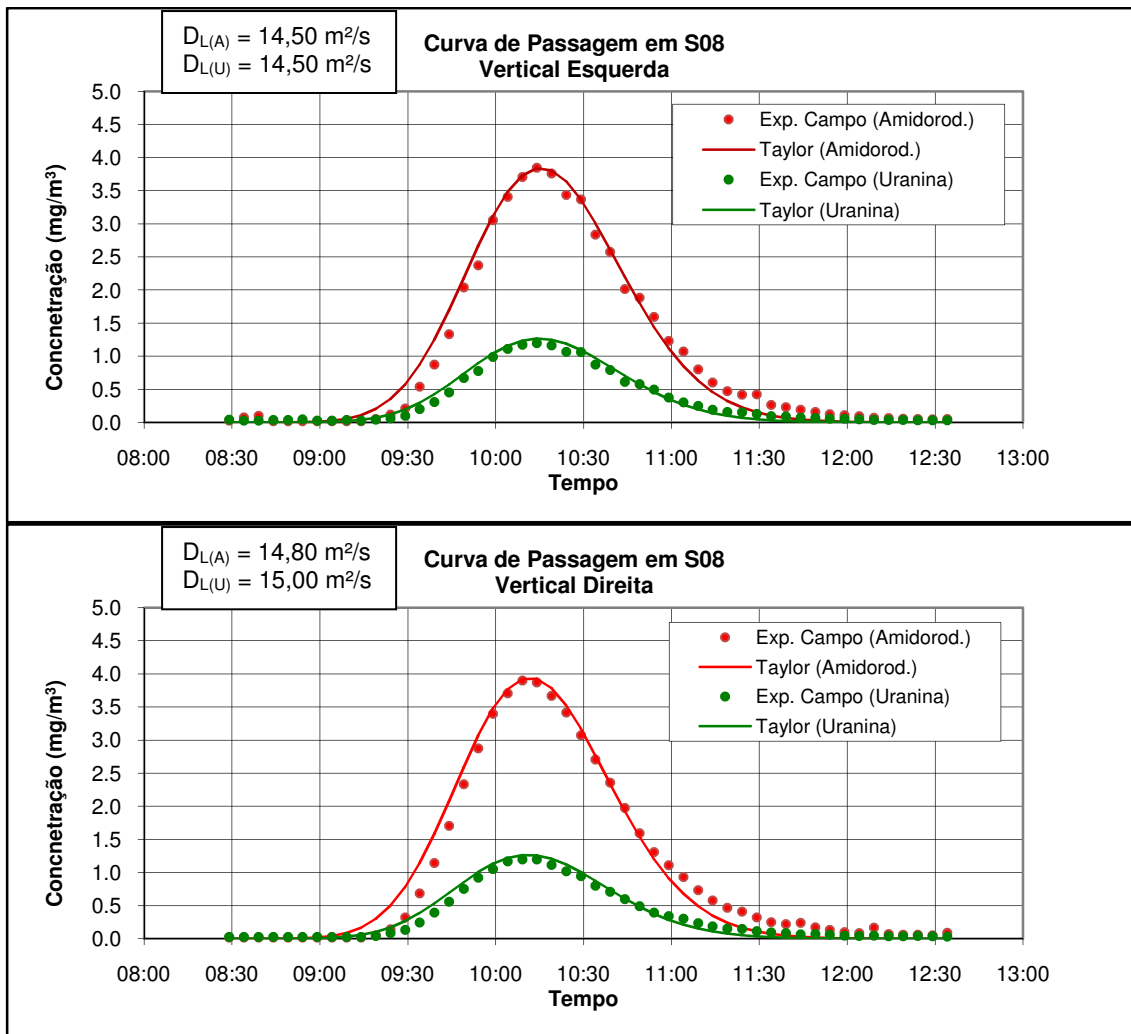 D_L(A) = 14,50 m²/s
D_L(U) = 14,50 m²/s
Curva de Passagem em S08
Vertical Esquerda
Concnetração (mg/m³)
5.0
4.5
4.0
3.5
3.0
2.5
2.0
1.5
1.0
0.5
0.0
Exp. Campo (Amidorod.)
Taylor (Amidorod.)
Exp. Campo (Uranina)
Taylor (Uranina)
08:00 08:30 09:00 09:30 10:00 10:30 11:00 11:30 12:00 12:30 13:00
Tempo
D_L(A) = 14,80 m²/s
D_L(U) = 15,00 m²/s
Curva de Passagem em S08
Vertical Direita
Concnetração (mg/m³)
5.0
4.5
4.0
3.5
3.0
2.5
2.0
1.5
1.0
0.5
0.0
Exp. Campo (Amidorod.)
Taylor (Amidorod.)
Exp. Campo (Uranina)
Taylor (Uranina)
08:00 08:30 09:00 09:30 10:00 10:30 11:00 11:30 12:00 12:30 13:00
Tempo